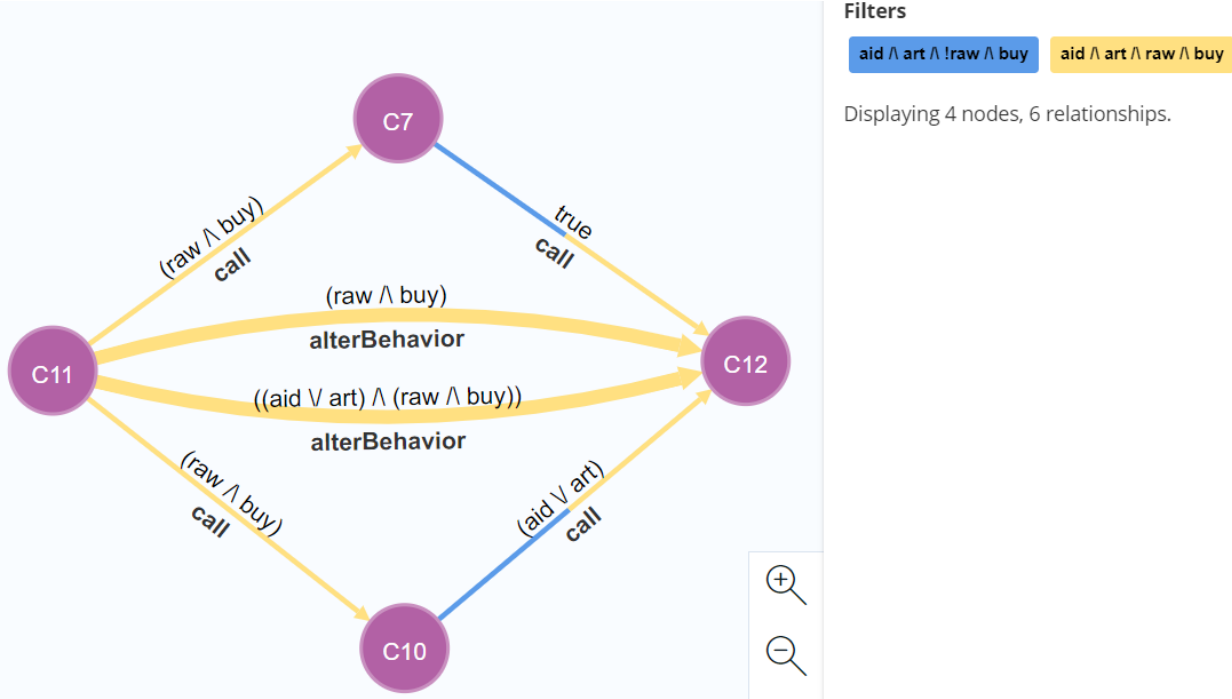 Filters
aid /\ art /\ !raw /\ buy
aid /\ art /\ raw /\ buy
Displaying 4 nodes, 6 relationships.
C7
(raw /\ buy)
call
true
call
(raw /\ buy)
alterBehavior
C11
C12
((aid \/ art) /\ (raw /\ buy))
alterBehavior
(raw /\ buy)
call
(aid \/ art)
call
C10